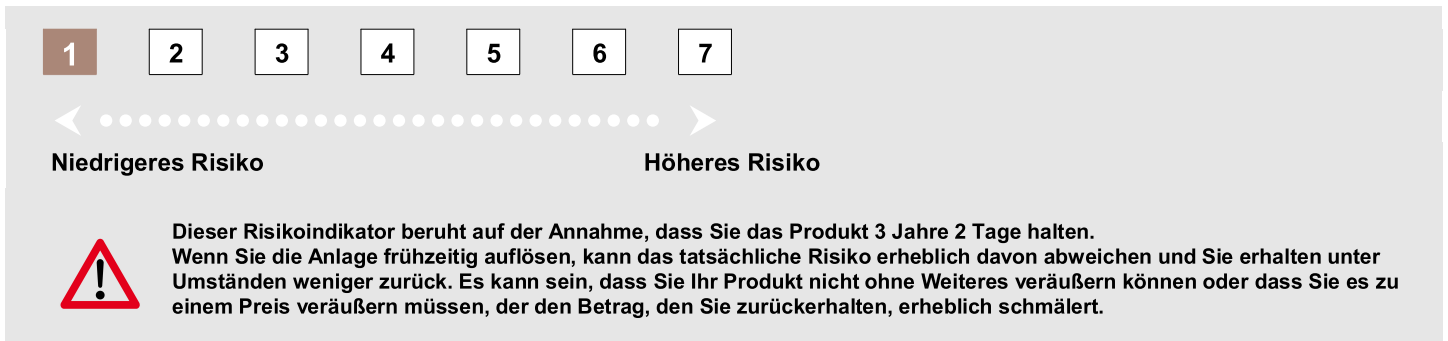 1 2 3 4 5 6 7
Niedrigeres Risiko Höheres Risiko
Dieser Risikoindikator beruht auf der Annahme, dass Sie das Produkt 3 Jahre 2 Tage halten.
Wenn Sie die Anlage frühzeitig auflösen, kann das tatsächliche Risiko erheblich davon abweichen und Sie erhalten unter
Umständen weniger zurück. Es kann sein, dass Sie Ihr Produkt nicht ohne Weiteres veräußern können oder dass Sie es zu
einem Preis veräußern müssen, der den Betrag, den Sie zurückerhalten, erheblich schmälert.